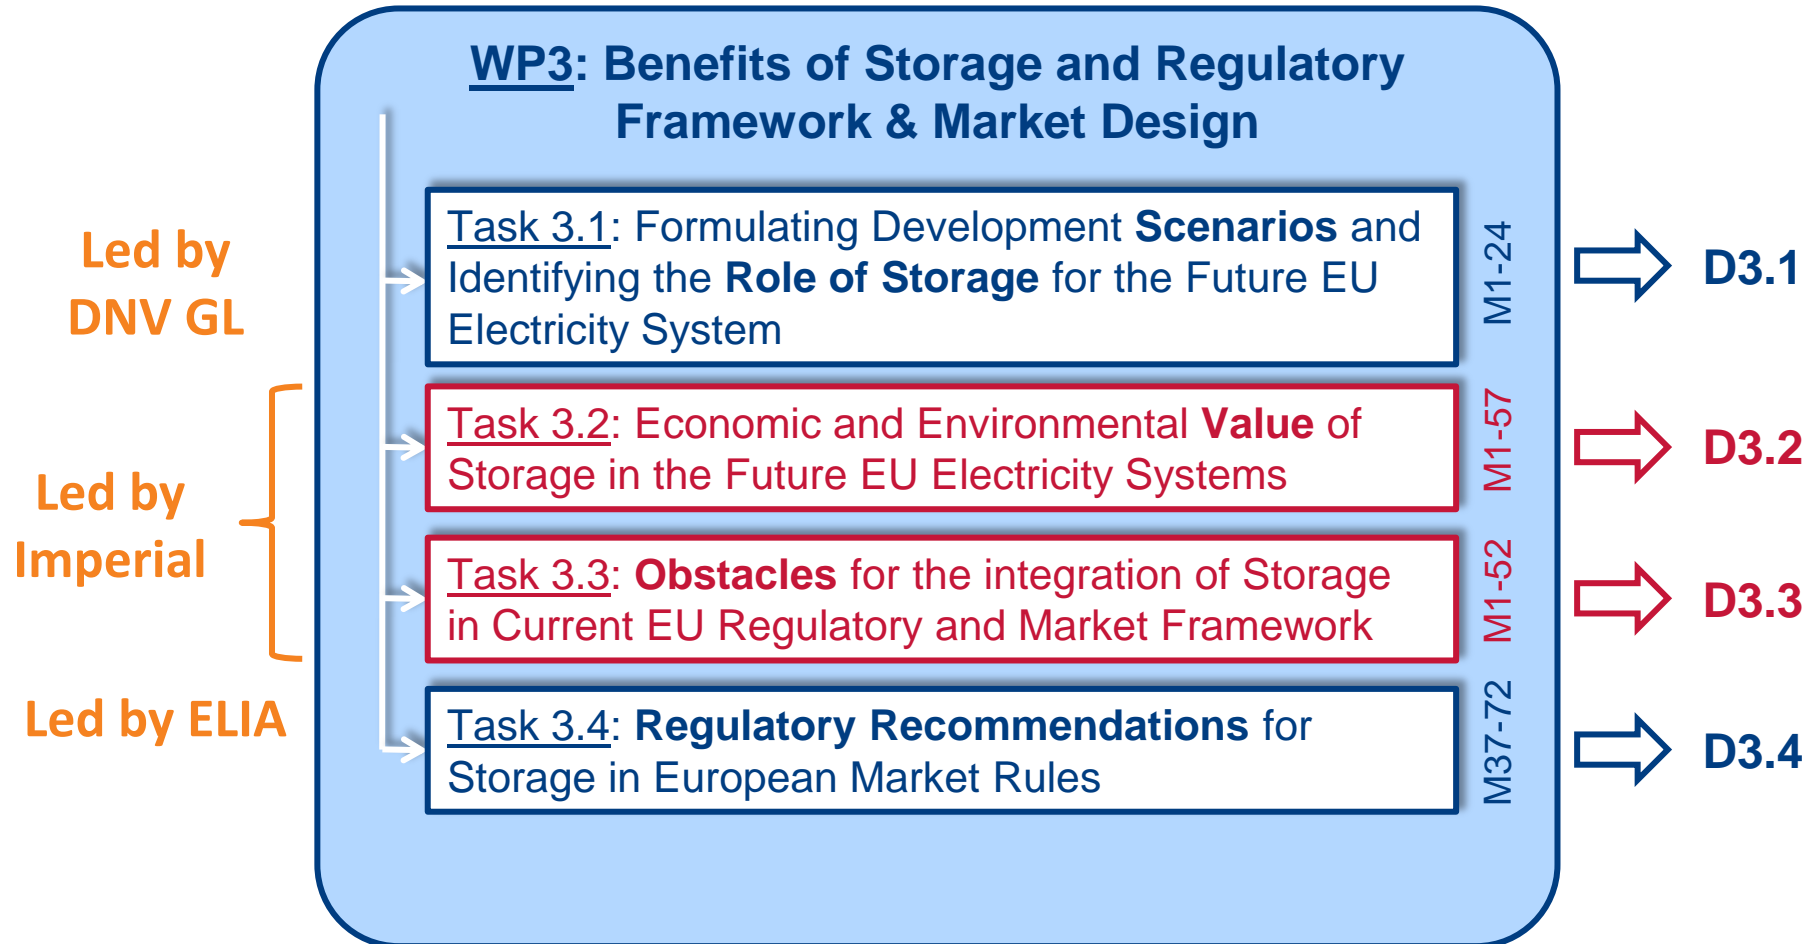 WP3: Benefits of Storage and Regulatory
Framework & Market Design
Led by
DNV GL
Task 3.1: Formulating Development Scenarios and
Identifying the Role of Storage for the Future EU
Electricity System
M1-24
D3.1
Led by
Imperial
Task 3.2: Economic and Environmental Value of
Storage in the Future EU Electricity Systems
M1-57
D3.2
Task 3.3: Obstacles for the integration of Storage
in Current EU Regulatory and Market Framework
M1-52
D3.3
Led by ELIA
Task 3.4: Regulatory Recommendations for
Storage in European Market Rules
M37-72
D3.4